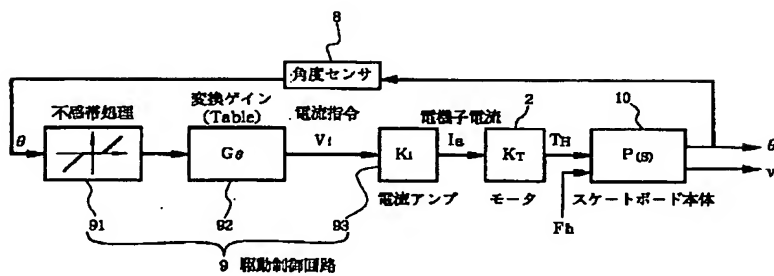 8
角度センサ
不感帯処理
変換ゲイン
(Table)
電流指令
電機子電流
2
10
θ
Gθ
Vi
Ki
Ia
KT
TH
P(S)
θ
v
電流アンプ
モータ
スケートボード本体
Fh
91
92
93
9 駆動制御回路